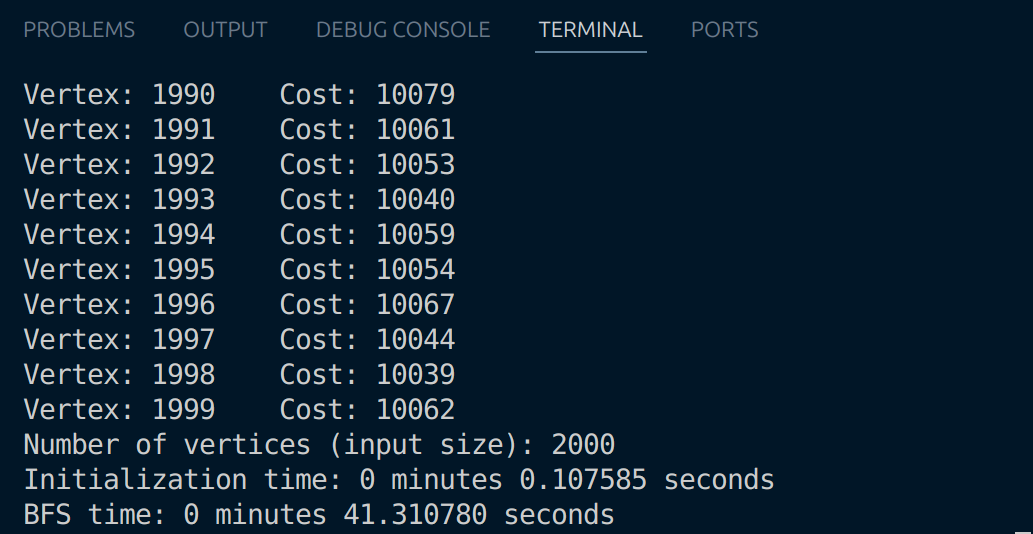 PROBLEMS OUTPUT DEBUG CONSOLE TERMINAL PORTS
Vertex: 1990    Cost: 10079
Vertex: 1991    Cost: 10061
Vertex: 1992    Cost: 10053
Vertex: 1993    Cost: 10040
Vertex: 1994    Cost: 10059
Vertex: 1995    Cost: 10054
Vertex: 1996    Cost: 10067
Vertex: 1997    Cost: 10044
Vertex: 1998    Cost: 10039
Vertex: 1999    Cost: 10062
Number of vertices (input size): 2000
Initialization time: 0 minutes 0.107585 seconds
BFS time: 0 minutes 41.310780 seconds